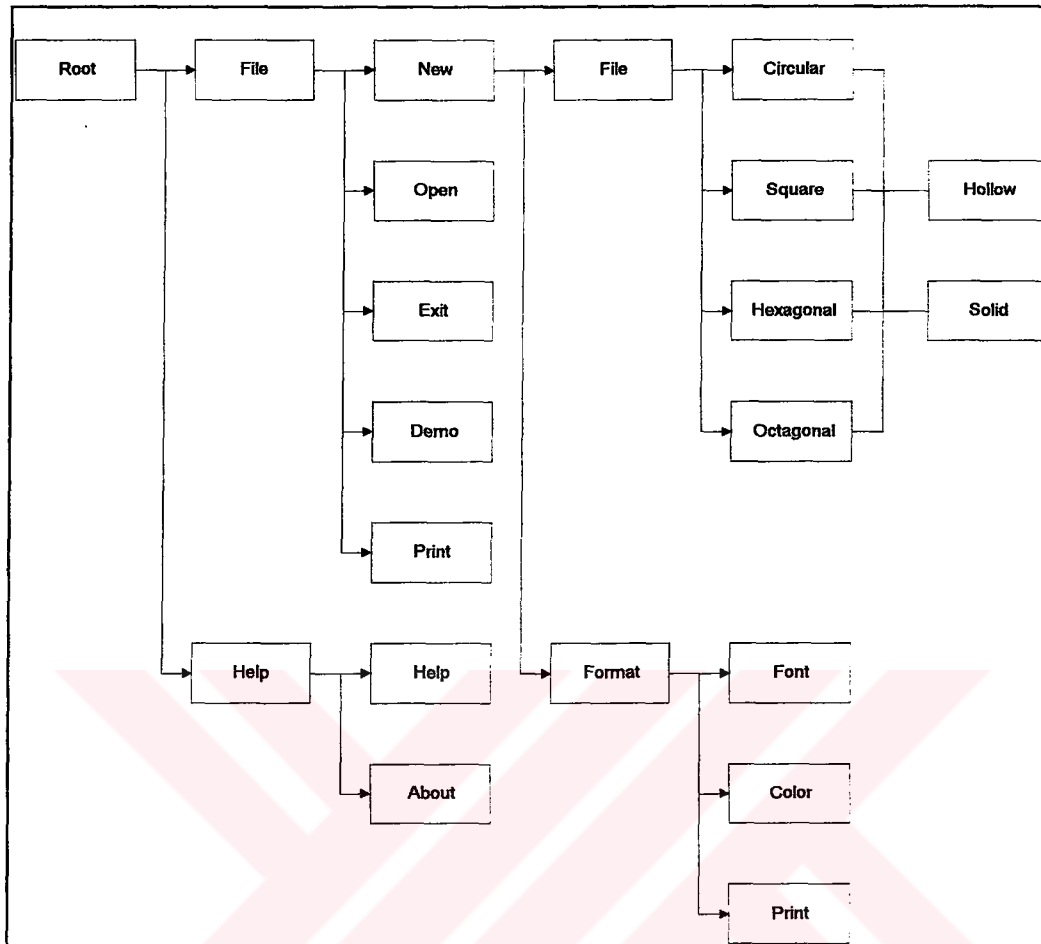 Root
File
New
File
Circular
Open
Square
Hollow
Exit
Hexagonal
Solid
Demo
Octagonal
Print
Help
Help
Format
Font
About
Color
Print